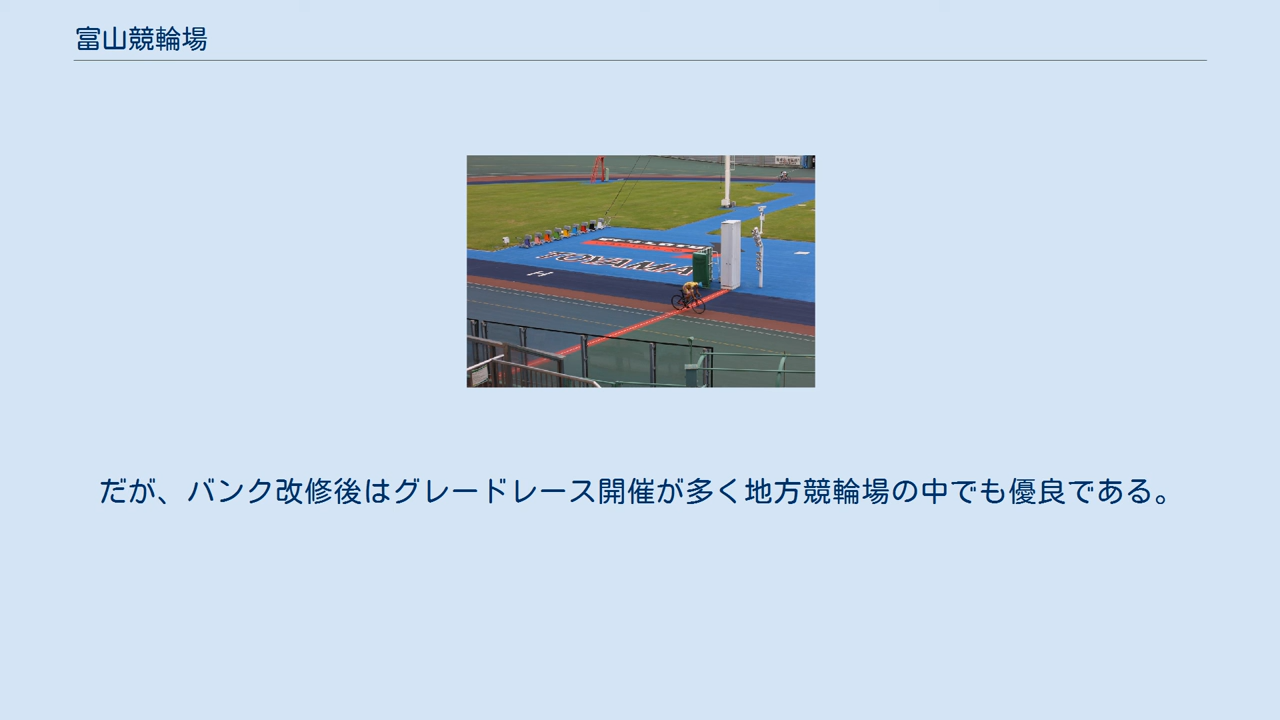 富山競輪場
TOYAMA
H
だが、バンク改修後はグレードレース開催が多く地方競輪場の中でも優良である。